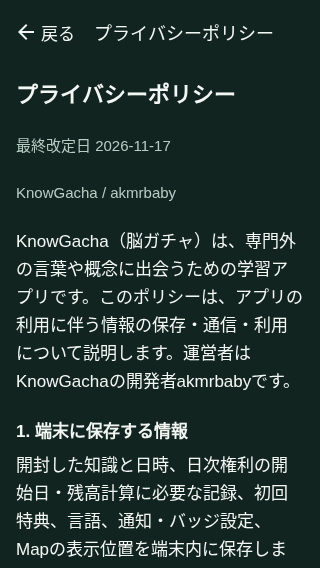 ← 戻る プライバシーポリシー
プライバシーポリシー
最終改定日 2026-11-17
KnowGacha / akmrbaby
KnowGacha（脳ガチャ）は、専門外
の言葉や概念に出会うための学習ア
プリです。このポリシーは、アプリの
利用に伴う情報の保存・通信・利用
について説明します。運営者は
KnowGachaの開発者akmrbabyです。
1. 端末に保存する情報
開封した知識と日時、日次権利の開
始日・残高計算に必要な記録、初回
特典、言語、通知・バッジ設定、
Mapの表示位置を端末内に保存しま